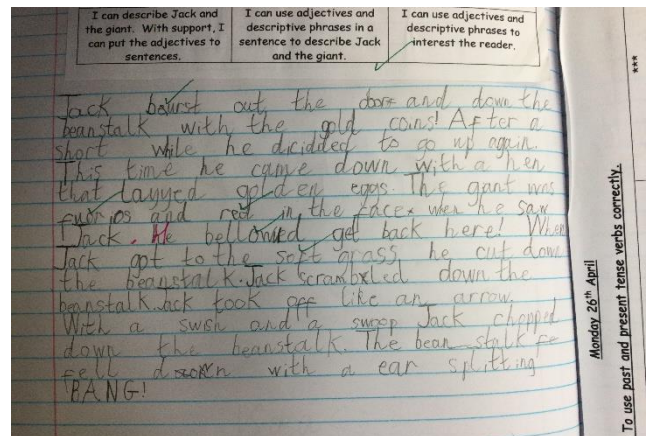 I can describe Jack and the giant. With support, I can put the adjectives to sentences.
I can use adjectives and descriptive phrases in a sentence to describe Jack and the giant.
I can use adjectives and descriptive phrases to interest the reader.
Jack baurst out the door and down the
beanstalk with the gold coins! After a
short while he dicidded to go up again.
This time he came down with a hen
that layyed golden eggs. The gant was
fuorios and red in the face when he saw
Jack. He bellowed get back here! When
Jack got to the soft grass he cut down
the beanstalk. Jack scrambled down the
beanstalk. Jack took off like an arrow.
With a swish and a swoop Jack chopped
down the beanstalk. The bean stalk fe
fell down with a ear splitting
BANG!
***
Monday 26th April
To use past and present tense verbs correctly.